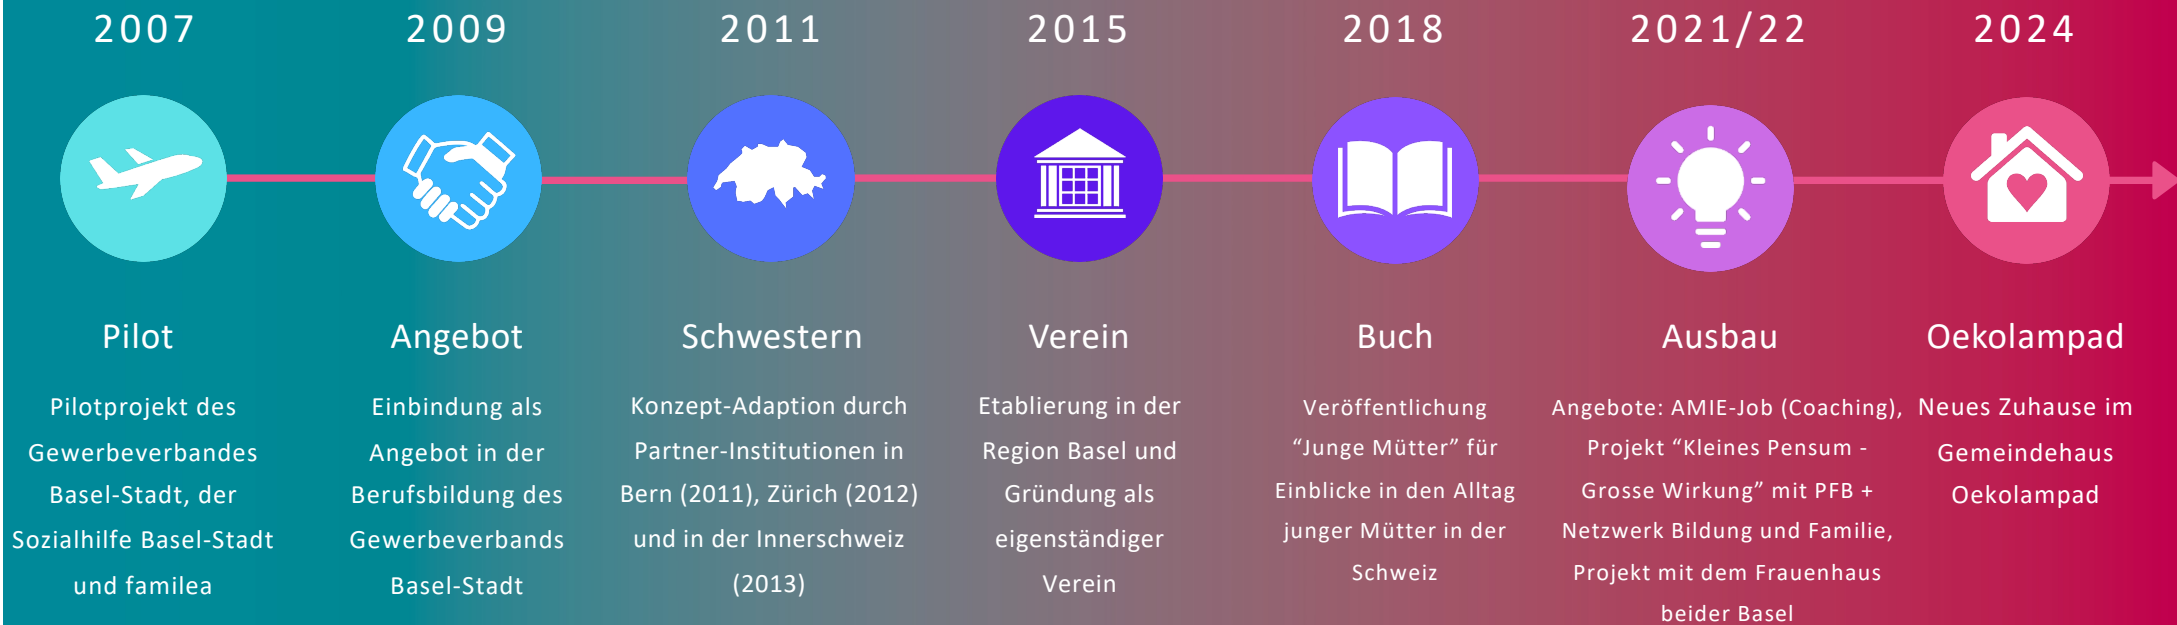 2007
Pilot
Pilotprojekt des
Gewerbeverbandes
Basel-Stadt, der
Sozialhilfe Basel-Stadt
und familea
2009
Angebot
Einbindung als
Angebot in der
Berufsbildung des
Gewerbeverbands
Basel-Stadt
2011
Schwestern
Konzept-Adaption durch
Partner-Institutionen in
Bern (2011), Zürich (2012)
und in der Innerschweiz
(2013)
2015
Verein
Etablierung in der
Region Basel und
Gründung als
eigenständiger
Verein
2018
Buch
Veröffentlichung
“Junge Mütter” für
Einblicke in den Alltag
junger Mütter in der
Schweiz
2021/22
Ausbau
Angebote: AMIE-Job (Coaching),
Projekt “Kleines Pensum -
Grosse Wirkung” mit PFB +
Netzwerk Bildung und Familie,
Projekt mit dem Frauenhaus
beider Basel
2024
Oekolampad
Neues Zuhause im
Gemeindehaus
Oekolampad